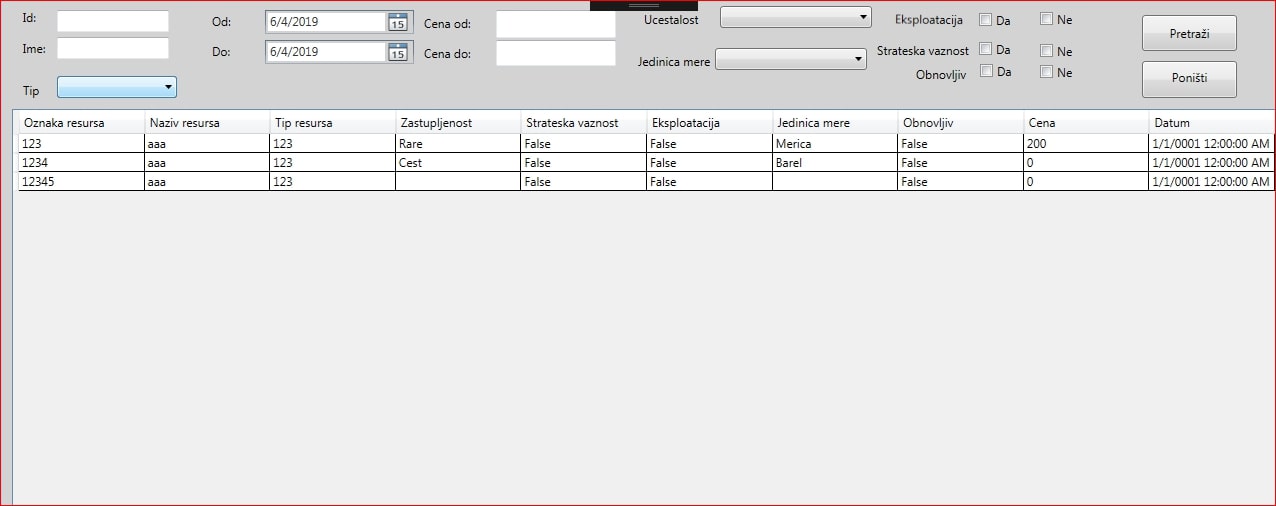 Id: Od: 6/4/2019 15 Cena od: Ucestalost Eksploatacija Da Ne Pretraži
Ime: Do: 6/4/2019 15 Cena do: Jedinica mere Strateska vaznost Da Ne
Tip Obnovljiv Da Ne Poništi
Oznaka resursa Naziv resursa Tip resursa Zastupljenost Strateska vaznost Eksploatacija Jedinica mere Obnovljiv Cena Datum
123 aaa 123 Rare False False Merica False 200 1/1/0001 12:00:00 AM
1234 aaa 123 Cest False False Barel False 0 1/1/0001 12:00:00 AM
12345 aaa 123 False False False 0 1/1/0001 12:00:00 AM